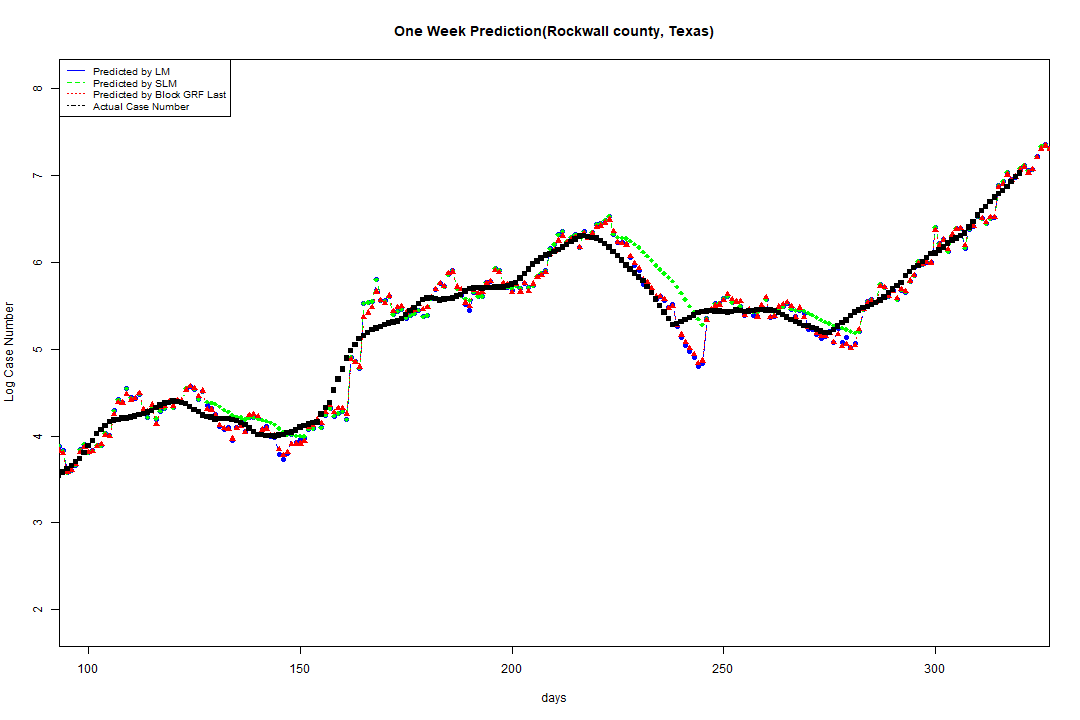 One Week Prediction(Rockwall county, Texas)
Predicted by LM
Predicted by SLM
Predicted by Block GRF Last
Actual Case Number
8
7
6
5
4
3
2
Log Case Number
100 150 200 250 300
days